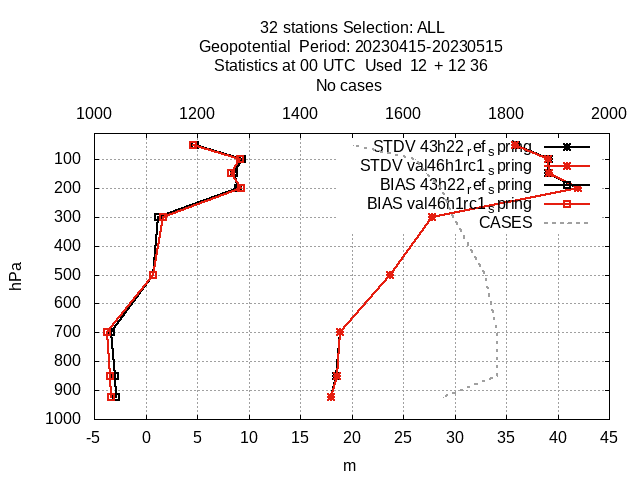 32 stations Selection: ALL
Geopotential Period: 20230415-20230515
Statistics at 00 UTC Used 12 + 12 36
No cases
1000 1200 1400 1600 1800 2000
STDV 43h22_ref_spring
STDV val46h1rc1_spring
BIAS 43h22_ref_spring
BIAS val46h1rc1_spring
CASES
100
200
300
400
500
600
700
800
900
1000
hPa
-5 0 5 10 15 20 25 30 35 40 45
m